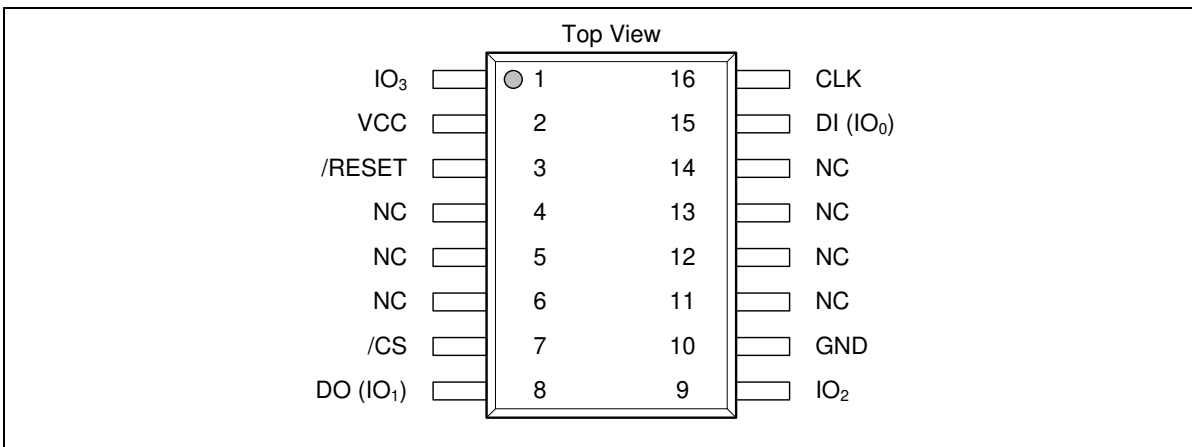 Top View
IO₃ 1 16 CLK
VCC 2 15 DI (IO₀)
/RESET 3 14 NC
NC 4 13 NC
NC 5 12 NC
NC 6 11 NC
/CS 7 10 GND
DO (IO₁) 8 9 IO₂